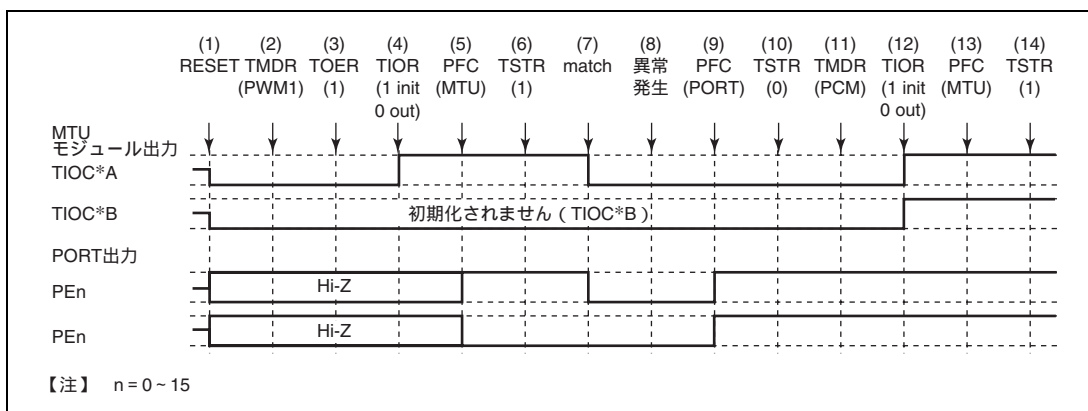 (1) (2) (3) (4) (5) (6) (7) (8) (9) (10) (11) (12) (13) (14)
RESET TMDR TOER TIOR PFC TSTR match 異常 PFC TSTR TMDR TIOR PFC TSTR
(PWM1) (1) (1 init (MTU) (1) 発生 (PORT) (0) (PCM) (1 init (MTU) (1)
0 out) 0 out)
MTU
モジュール出力
TIOC*A
TIOC*B 初期化されません（TIOC*B）
PORT出力
PEn Hi-Z
PEn Hi-Z
【注】 n = 0 ~ 15